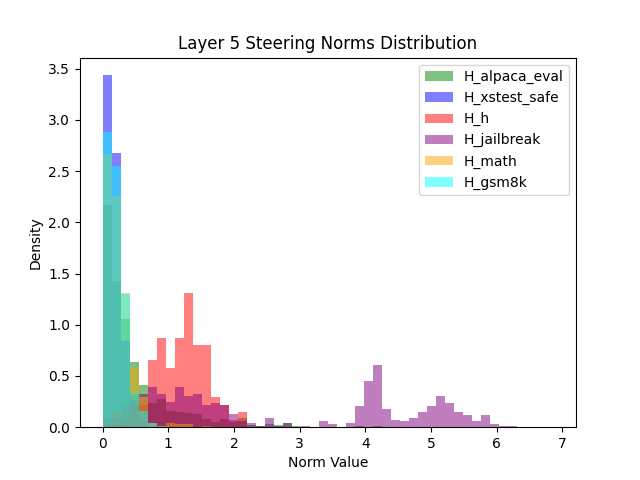 Layer 5 Steering Norms Distribution
H_alpaca_eval
H_xstest_safe
H_h
H_jailbreak
H_math
H_gsm8k
Density
3.5
3.0
2.5
2.0
1.5
1.0
0.5
0.0
0 1 2 3 4 5 6 7
Norm Value